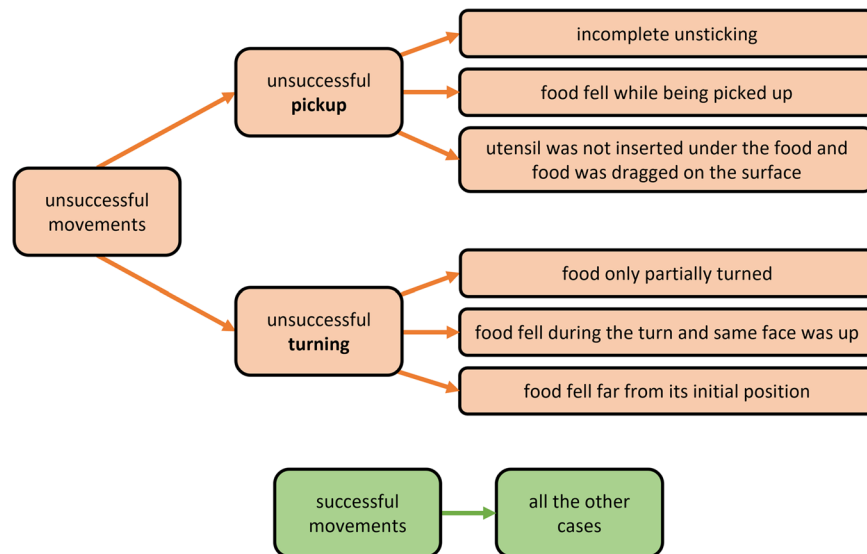 unsuccessful
movements
unsuccessful
pickup
incomplete unsticking
food fell while being picked up
utensil was not inserted under the food and
food was dragged on the surface
unsuccessful
turning
food only partially turned
food fell during the turn and same face was up
food fell far from its initial position
successful
movements
all the other
cases